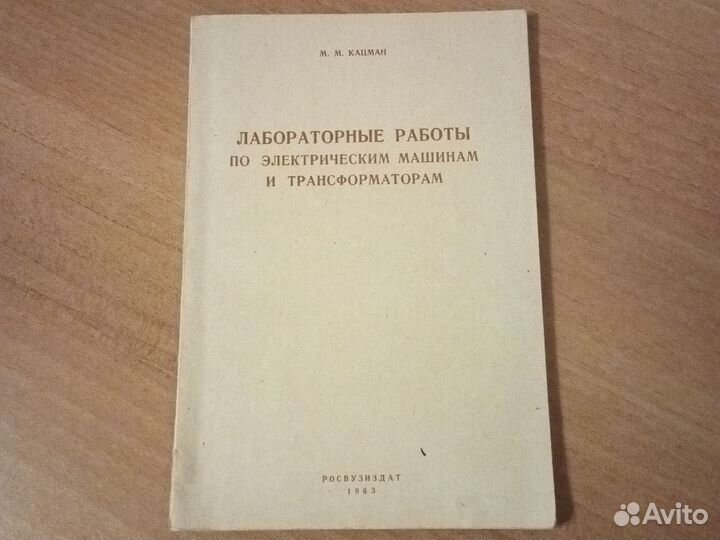 М. М. КАЦМАН
ЛАБОРАТОРНЫЕ РАБОТЫ
ПО ЭЛЕКТРИЧЕСКИМ МАШИНАМ
И ТРАНСФОРМАТОРАМ
РОСВУЗИЗДАТ
1963
Avito